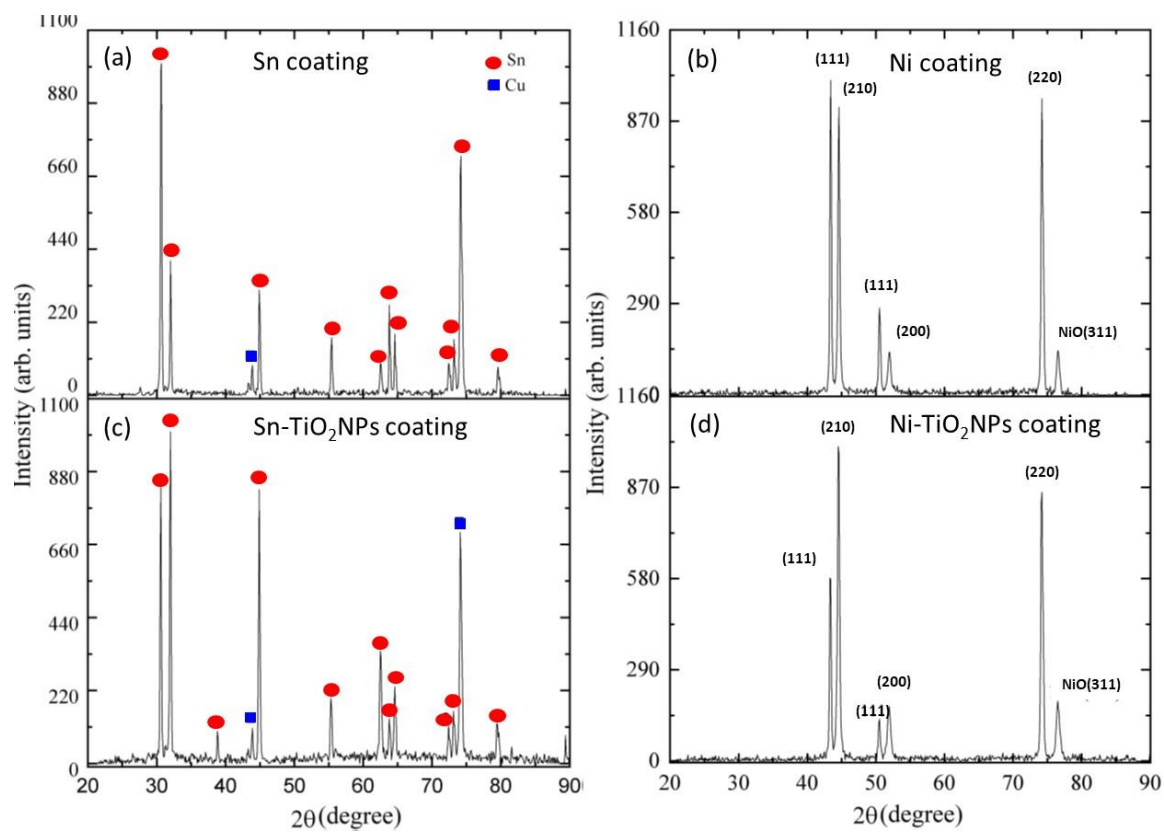 1100
(a)
Sn coating
Sn
Cu
880
660
440
220
0
Intensity (arb. units)
1160
(b)
Ni coating
(111)
(210)
(220)
870
580
290
(111)
(200)
NiO(311)
1160
Intensity (arb. units)
1100
(c)
Sn-TiO₂NPs coating
880
660
440
220
0
20 30 40 50 60 70 80 90
2θ (degree)
(d)
Ni-TiO₂NPs coating
(210)
(220)
870
(111)
580
290
(200)
(111)
NiO(311)
0
20 30 40 50 60 70 80 90
2θ (degree)